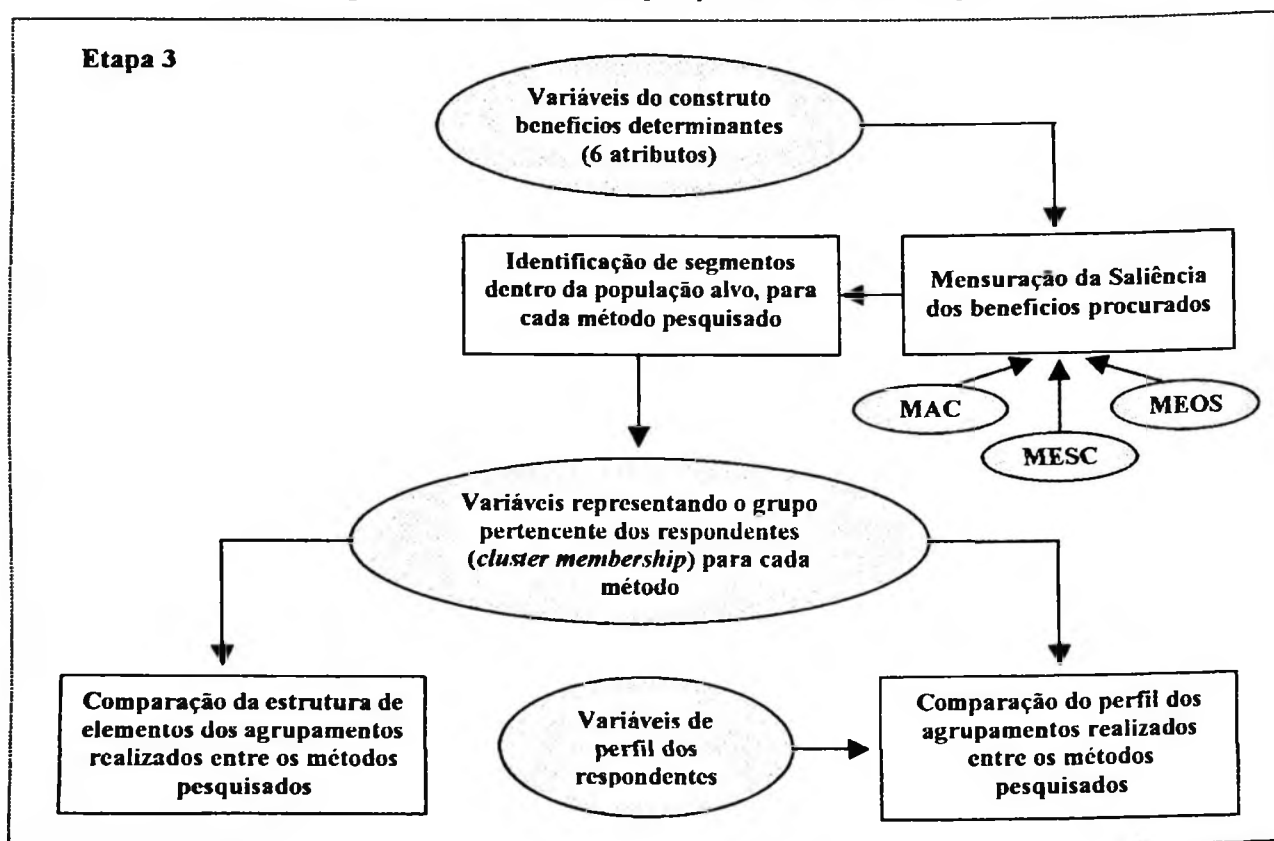 Etapa 3
Variáveis do construto
benefícios determinantes
(6 atributos)
Identificação de segmentos
dentro da população alvo, para
cada método pesquisado
Mensuração da Saliência
dos benefícios procurados
MAC
MESC
MEOS
Variáveis representando o grupo
pertencente dos respondentes
(cluster membership) para cada
método
Comparação da estrutura de
elementos dos agrupamentos
realizados entre os métodos
pesquisados
Variáveis de
perfil dos
respondentes
Comparação do perfil dos
agrupamentos realizados
entre os métodos
pesquisados